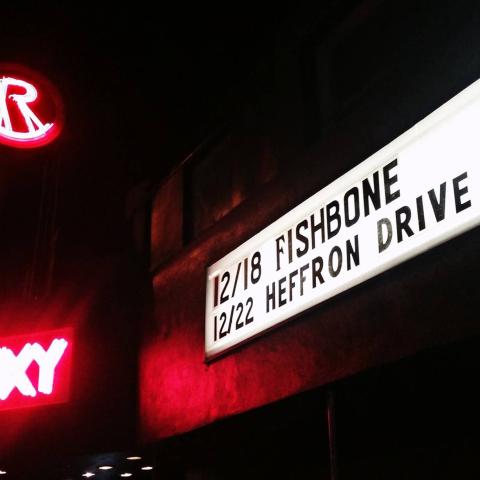 R
XY
12/18 FISHBONE
12/22 HEFFRON DRIVE